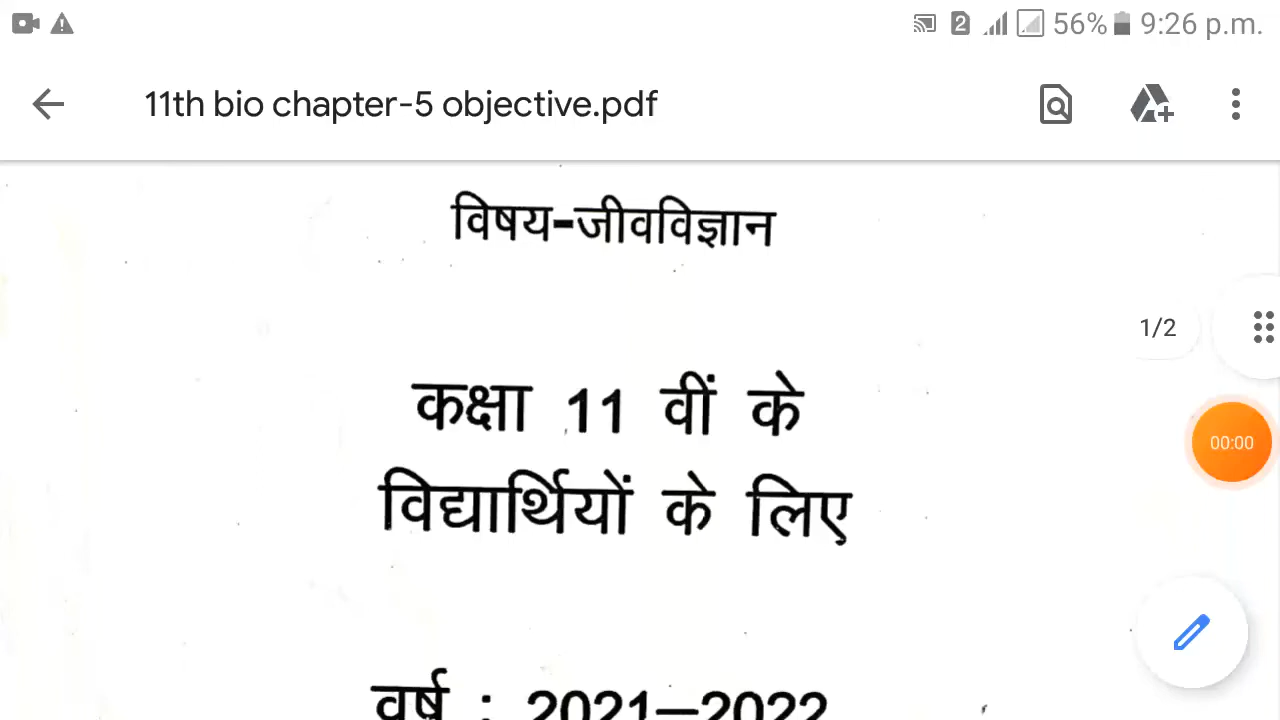 2 56% 9:26 p.m.
11th bio chapter-5 objective.pdf
विषय-जीवविज्ञान
1/2
कक्षा 11 वीं के
00:00
विद्यार्थियों के लिए
वर्ष : 2021-2022